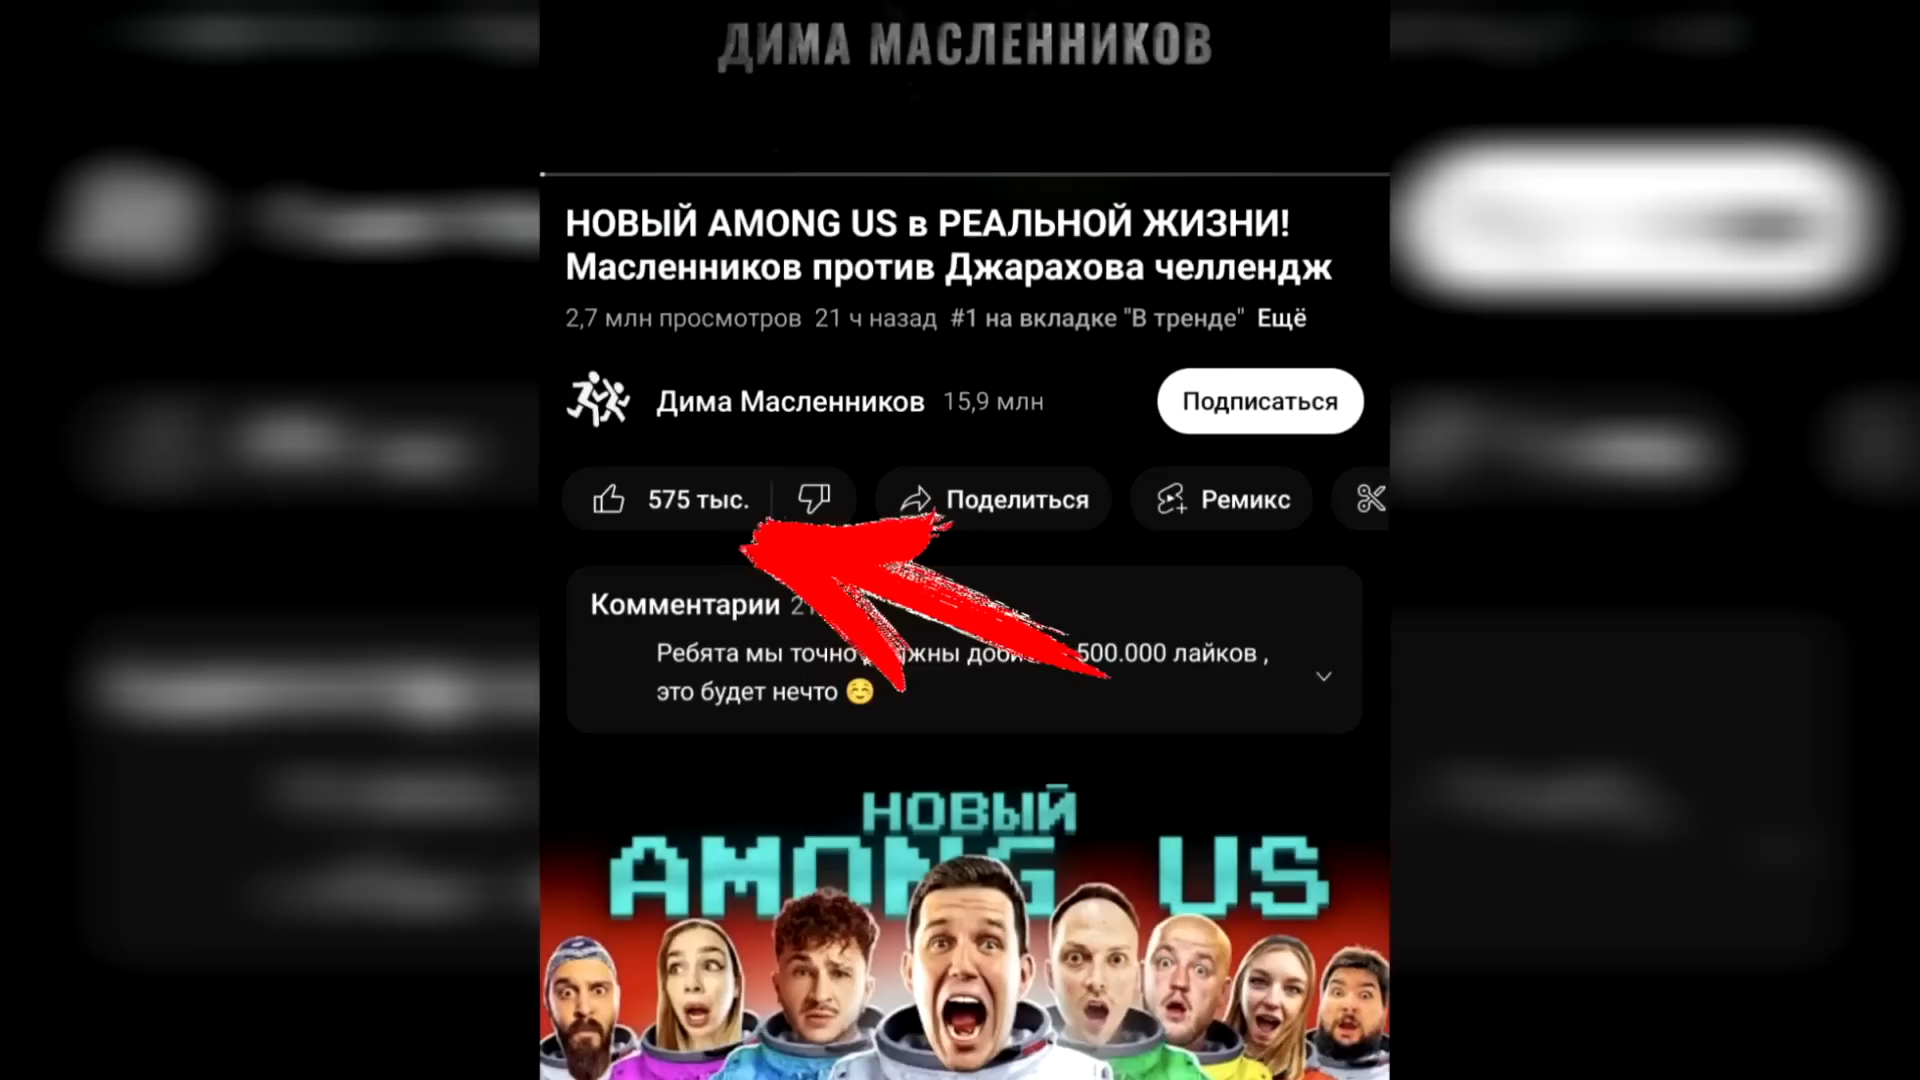 ДИМА МАСЛЕННИКОВ
НОВЫЙ AMONG US в РЕАЛЬНОЙ ЖИЗНИ!
Масленников против Джарахова челлендж
2,7 млн просмотров 21 ч назад #1 на вкладке "В тренде" Ещё
Дима Масленников 15,9 млн
Подписаться
575 тыс.
Поделиться
Ремикс
Комментарии
Ребята мы точно 500.000 лайков ,
это будет нечто ☺️
НОВЫЙ
AMONG US